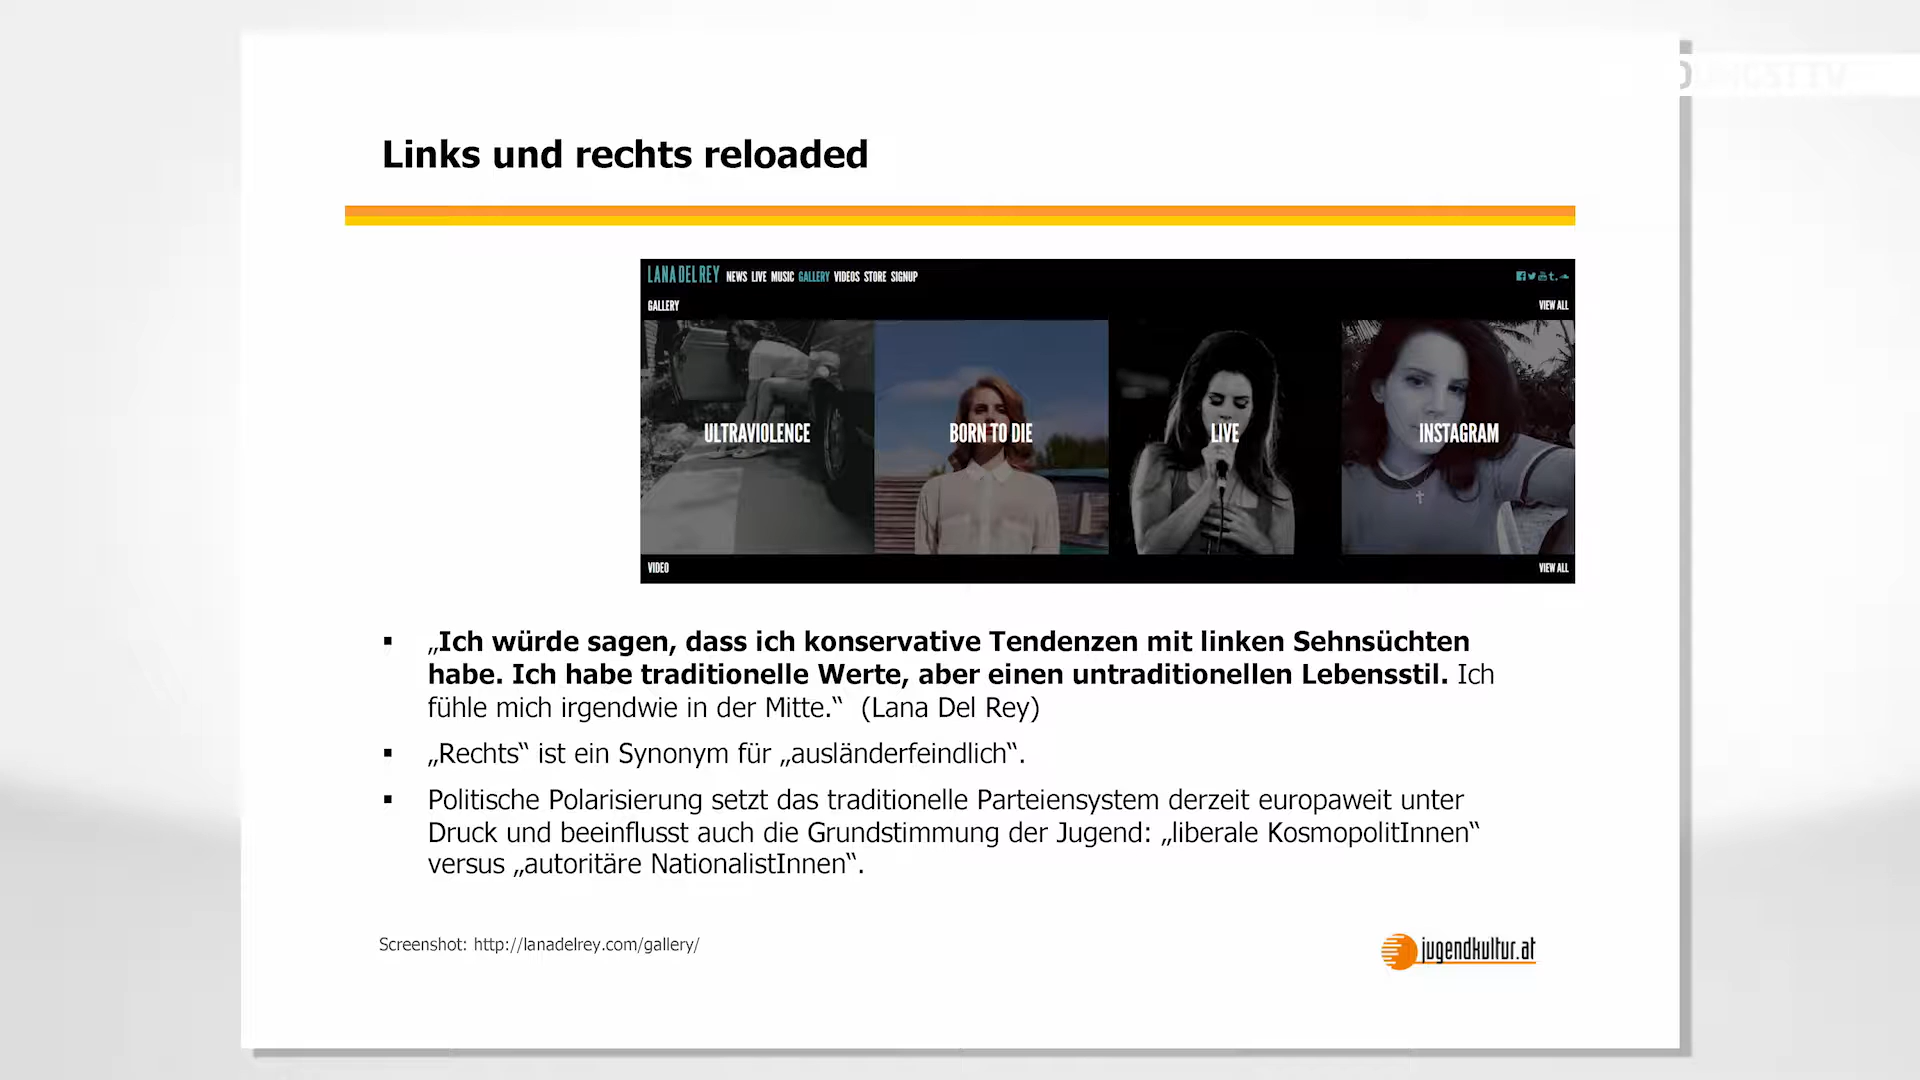 Links und rechts reloaded
LANA DEL REY NEWS LIVE MUSIC GALLERY VIDEOS STORE SIGNUP
GALLERY VIEW ALL
ULTRAVIOLENCE BORN TO DIE LIVE INSTAGRAM
VIDEO VIEW ALL
▪ „Ich würde sagen, dass ich konservative Tendenzen mit linken Sehnsüchten
habe. Ich habe traditionelle Werte, aber einen untraditionellen Lebensstil. Ich
fühle mich irgendwie in der Mitte.“ (Lana Del Rey)
▪ „Rechts“ ist ein Synonym für „ausländerfeindlich“.
▪ Politische Polarisierung setzt das traditionelle Parteiensystem derzeit europaweit unter
Druck und beeinflusst auch die Grundstimmung der Jugend: „liberale KosmopolitInnen“
versus „autoritäre NationalistInnen“.
Screenshot: http://lanadelrey.com/gallery/
jugendkultur.at